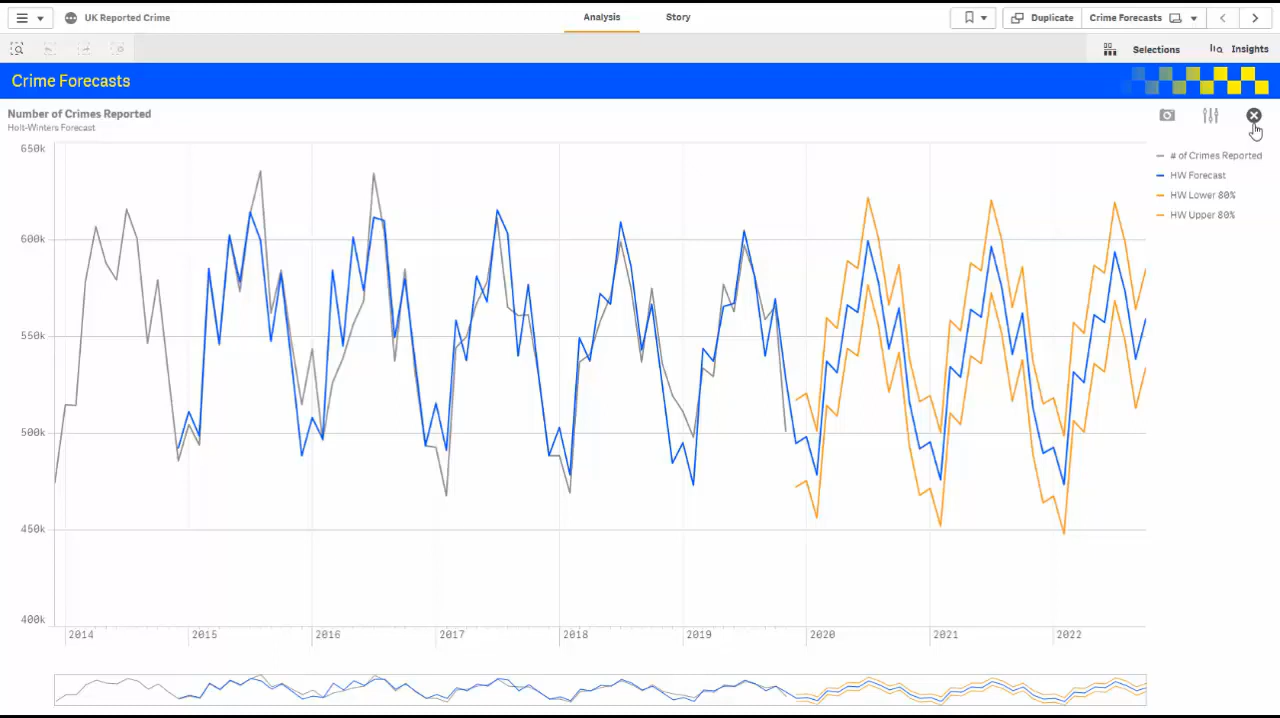 UK Reported Crime
Analysis
Story
Duplicate
Crime Forecasts
Selections
Insights
Crime Forecasts
Number of Crimes Reported
Holt-Winters Forecast
# of Crimes Reported
HW Forecast
HW Lower 80%
HW Upper 80%
650k
600k
550k
500k
450k
400k
2014 2015 2016 2017 2018 2019 2020 2021 2022